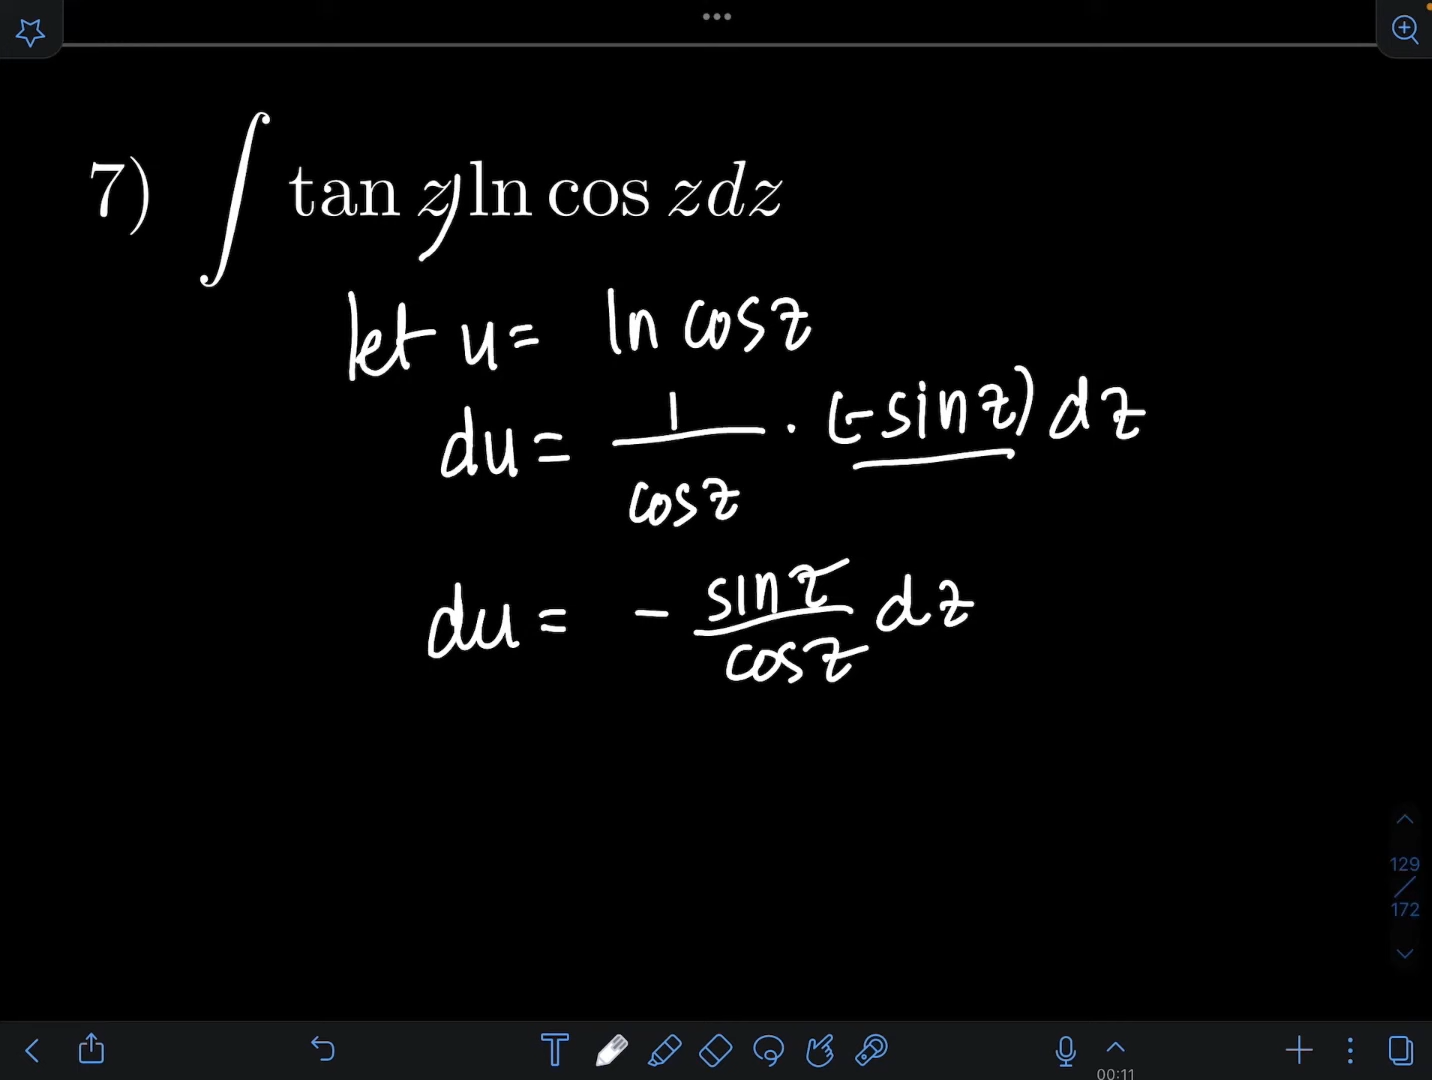 7) ∫ tan z ln cos z dz
let u = ln cos z
du = 1/cos z · (-sin z) dz
du = - sin z/cos z dz
129
/
172
T
00:11